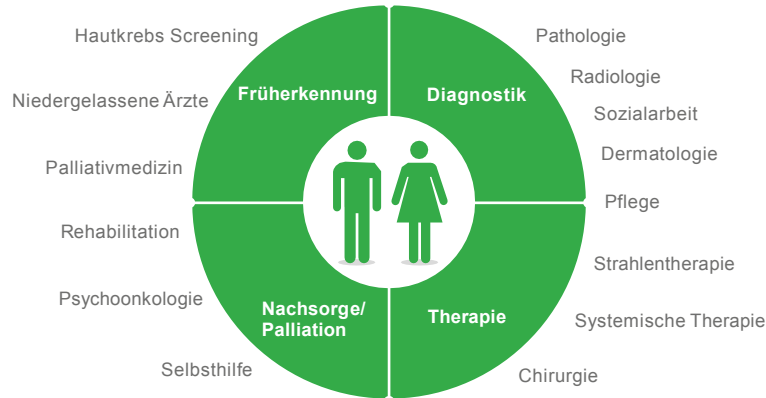 Hautkrebs Screening
Pathologie
Radiologie
Niedergelassene Ärzte
Früherkennung
Diagnostik
Sozialarbeit
Dermatologie
Palliativmedizin
Pflege
Rehabilitation
Strahlentherapie
Psychoonkologie
Nachsorge/
Palliation
Therapie
Systemische Therapie
Selbsthilfe
Chirurgie